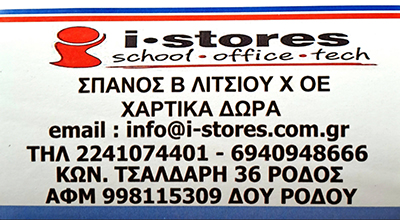 i·stores
school·office·tech
ΣΠΑΝΟΣ Β ΛΙΤΣΙΟΥ Χ ΟΕ
ΧΑΡΤΙΚΑ ΔΩΡΑ
email : info@i-stores.com.gr
ΤΗΛ 2241074401 - 6940948666
ΚΩΝ. ΤΣΑΛΔΑΡΗ 36 ΡΟΔΟΣ
ΑΦΜ 998115309 ΔΟΥ ΡΟΔΟΥ